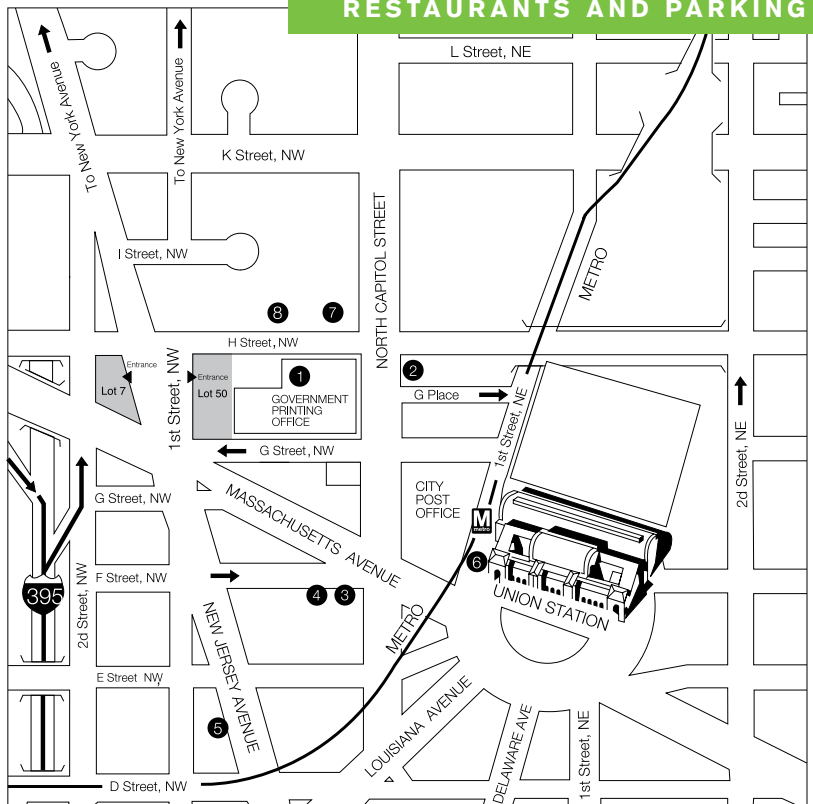 RESTAURANTS AND PARKING
L Street, NE
To New York Avenue
To New York Avenue
K Street, NW
NORTH CAPITOL STREET
I Street, NW
METRO
8
7
H Street, NW
1st Street, NW
Entrance
Lot 7
Entrance
Lot 50
1
GOVERNMENT
PRINTING
OFFICE
2
G Place
1st Street, NE
2d Street, NE
G Street, NW
MASSACHUSETTS AVENUE
CITY
POST
OFFICE
M
metro
G Street, NW
6
UNION STATION
F Street, NW
395
2d Street, NW
4
3
NEW JERSEY AVENUE
METRO
E Street NW,
5
LOUISIANA AVENUE
DELAWARE AVE
1st Street, NE
D Street, NW